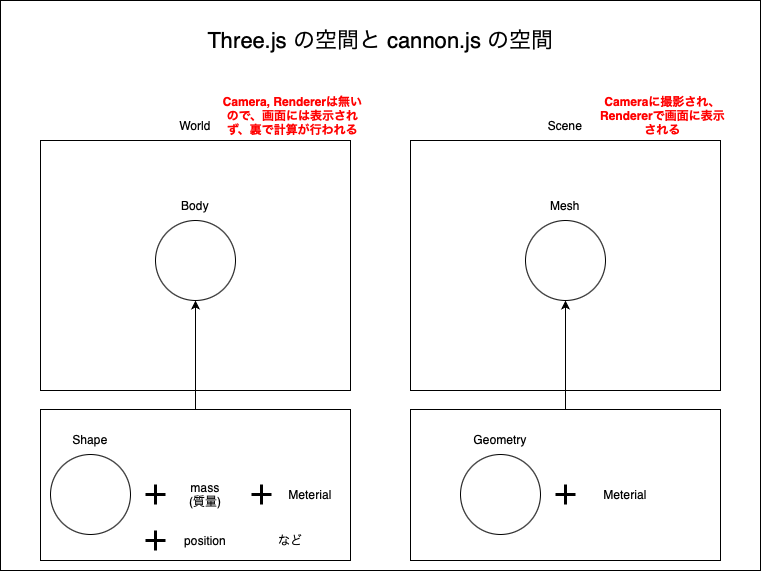 Three.js の空間と cannon.js の空間
World
Camera, Rendererは無い
ので、画面には表示され
ず、裏で計算が行われる
Body
Shape
mass
(質量)
Meterial
position
など
Scene
Cameraに撮影され、
Rendererで画面に表示
される
Mesh
Geometry
Meterial